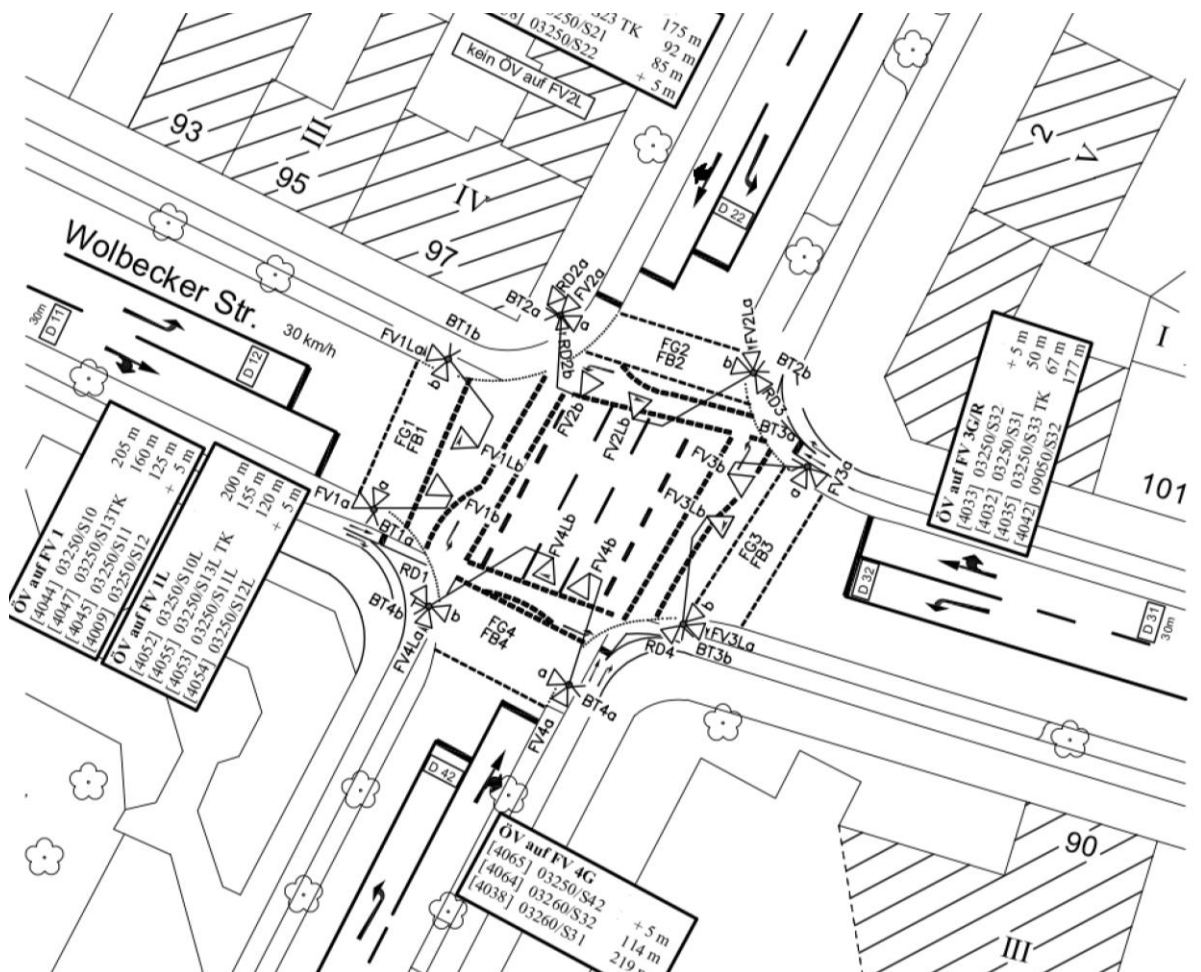 S23 TK 175 m
03250/S21 92 m
03250/S22 85 m
+ 5 m
kein ÖV auf FV2L
93
III
95
IV
97
2
V
I
101
90
III
Wolbecker Str.
30 km/h
30m
D 11
D 12
D 22
D 32
D 31
30m
D 42
BT2a
RD2a
FV2a
a
RD2b
BT1b
FV1La
b
FG2
FB2
FV2La
b
BT2b
RD3
BT3a
a
FV3a
FG1
FB1
FV2b
FV2Lb
FV1Lb
FV3b
FV1a
a
FV1b
FV3Lb
FG3
FB3
BT1a
RD1
FV4Lb
FV4b
BT4b
b
FV4La
FG4
FB4
b
FV3La
RD4
BT3b
a
BT4a
FV4a
ÖV auf FV 1
[4044] 03250/S10 205 m
[4047] 03250/S13TK 160 m
[4045] 03250/S11 125 m
[4009] 03250/S12 + 5 m
ÖV auf FV 1L
[4052] 03250/S10L 200 m
[4055] 03250/S13L TK 155 m
[4053] 03250/S11L 120 m
[4054] 03250/S12L + 5 m
ÖV auf FV 3G/R
[4033] 03250/S32 + 5 m
[4032] 03250/S31 50 m
[4035] 03250/S33 TK 67 m
[4042] 09050/S32 177 m
ÖV auf FV 4G
[4065] 03250/S42 + 5 m
[4064] 03260/S32 114 m
[4038] 03260/S31 219